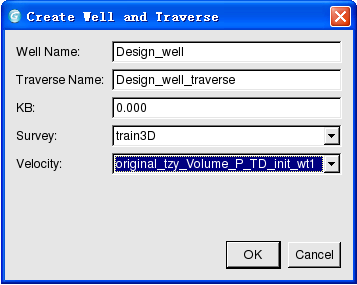 Create Well and Traverse
Well Name: Design_well
Traverse Name: Design_well_traverse
KB: 0.000
Survey: train3D
Velocity: original_tzy_Volume_P_TD_init_wt1
OK Cancel